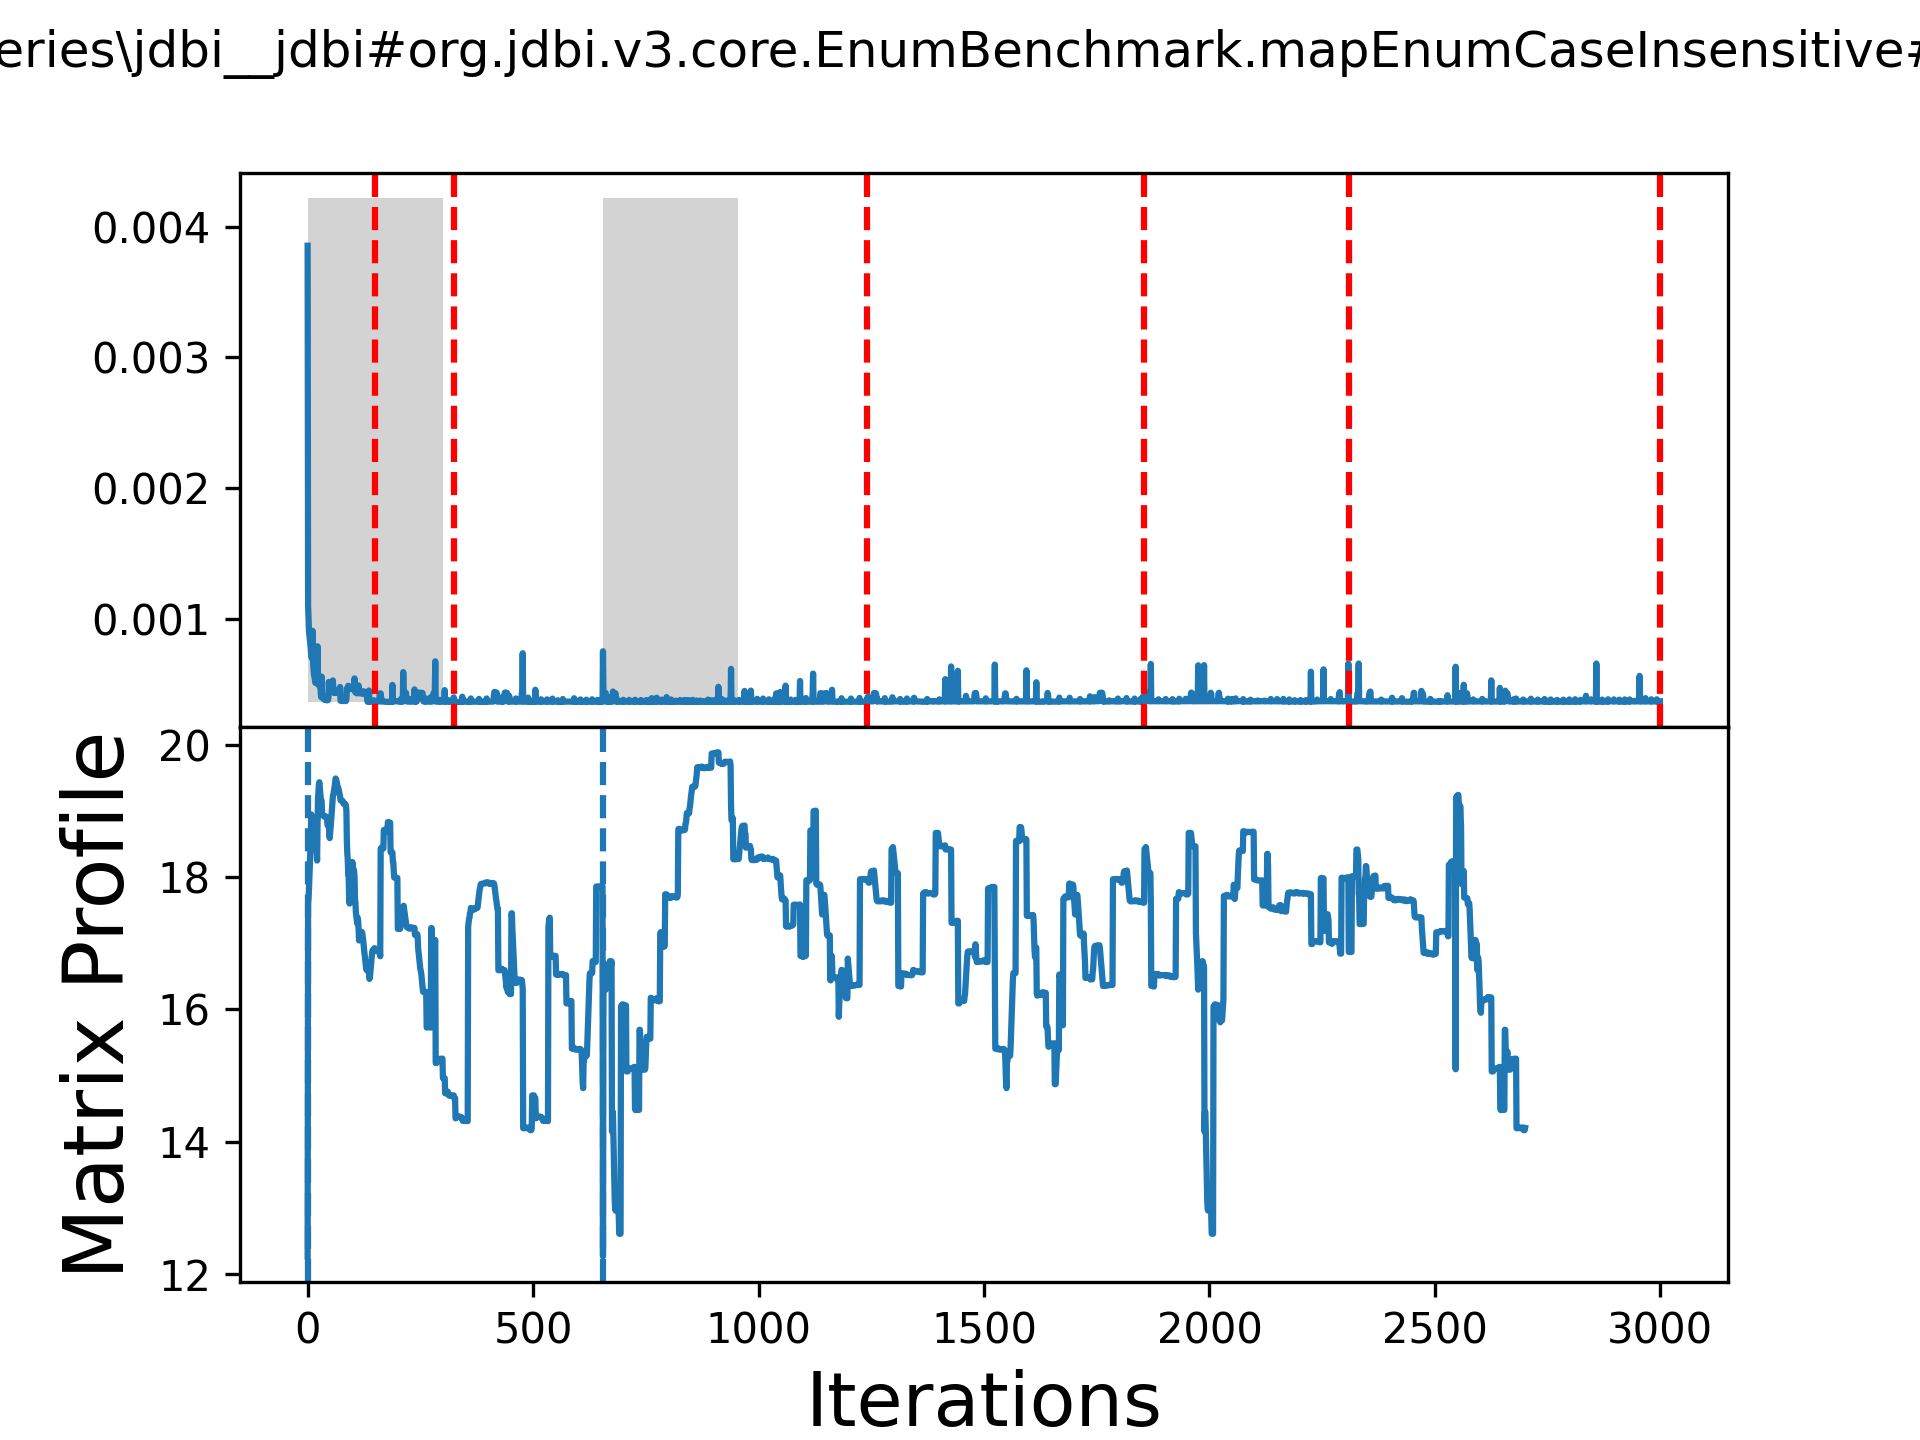 eries\jdbi__jdbi#org.jdbi.v3.core.EnumBenchmark.mapEnumCaseInsensitive#
0.004
0.003
0.002
0.001
Matrix Profile
20
18
16
14
12
0 500 1000 1500 2000 2500 3000
Iterations